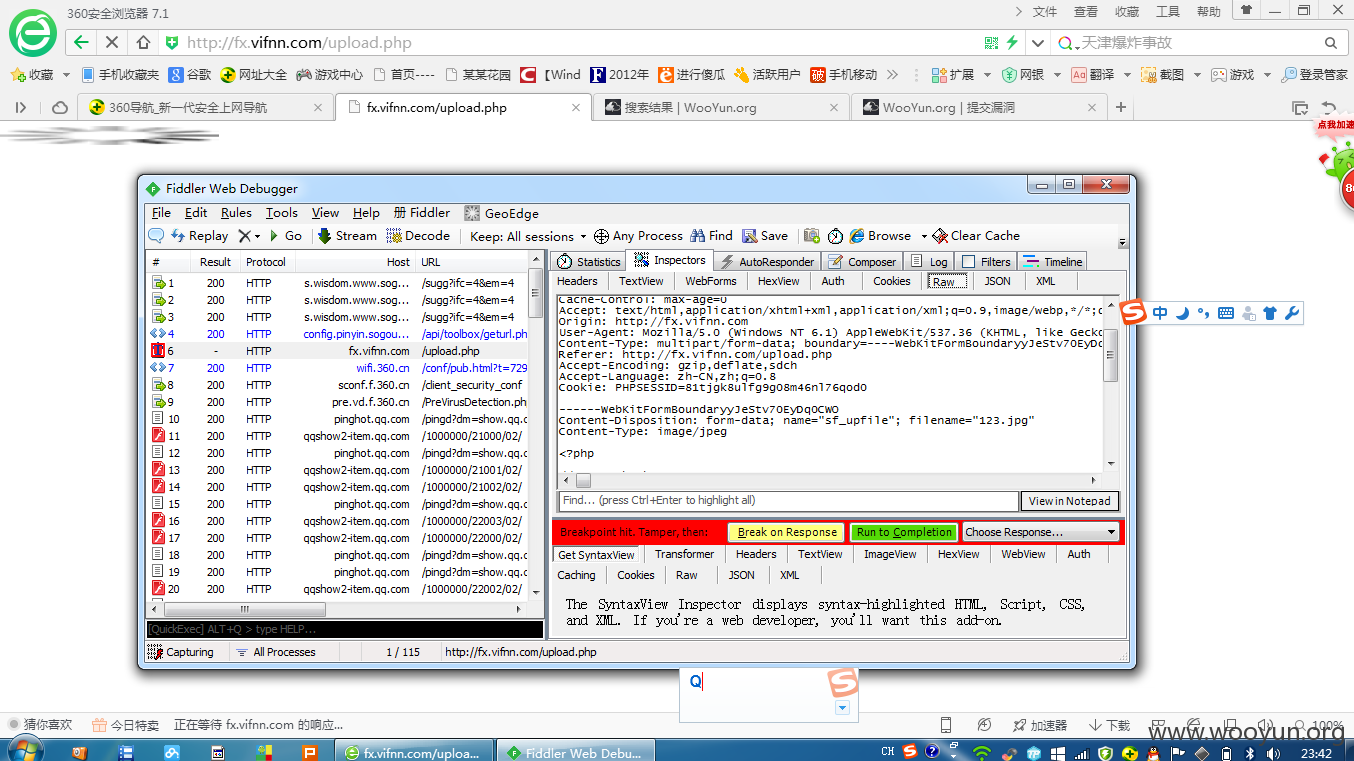 360安全浏览器 7.1
文件 查看 收藏 工具 帮助
http://fx.vifnn.com/upload.php
天津爆炸事故
收藏 手机收藏夹 谷歌 网址大全 游戏中心 首页---- 某某花园 【Wind 2012年 进行傻瓜 活跃用户 手机移动 扩展 网银 翻译 截图 游戏 登录管家
360导航_新一代安全上网导航 fx.vifnn.com/upload.php 搜索结果 | WooYun.org WooYun.org | 提交漏洞
点我加速
Fiddler Web Debugger
File Edit Rules Tools View Help 册 Fiddler GeoEdge
Replay Go Stream Decode Keep: All sessions Any Process Find Save Browse Clear Cache
# Result Protocol Host URL
1 200 HTTP s.wisdom.www.sog... /sugg?ifc=4&em=4
2 200 HTTP s.wisdom.www.sog... /sugg?ifc=4&em=4
3 200 HTTP s.wisdom.www.sog... /sugg?ifc=4&em=4
4 200 HTTP config.pinyin.sogou... /api/toolbox/geturl.ph
6 - HTTP fx.vifnn.com /upload.php
7 200 HTTP wifi.360.cn /conf/pub.html?t=729
8 200 HTTP sconf.f.360.cn /client_security_conf
9 200 HTTP pre.vd.f.360.cn /PreVirusDetection.ph
10 200 HTTP pinghot.qq.com /pingd?dm=show.qq.c
11 200 HTTP qqshow2-item.qq.com /1000000/21000/02/
12 200 HTTP pinghot.qq.com /pingd?dm=show.qq.c
13 200 HTTP qqshow2-item.qq.com /1000000/21001/02/
14 200 HTTP qqshow2-item.qq.com /1000000/21002/02/
15 200 HTTP pinghot.qq.com /pingd?dm=show.qq.c
16 200 HTTP qqshow2-item.qq.com /1000000/22003/02/
17 200 HTTP qqshow2-item.qq.com /1000000/22000/02/
18 200 HTTP pinghot.qq.com /pingd?dm=show.qq.c
19 200 HTTP pinghot.qq.com /pingd?dm=show.qq.c
20 200 HTTP qqshow2-item.qq.com /1000000/22002/02/
[QuickExec] ALT+Q > type HELP...
Capturing All Processes 1 / 115 http://fx.vifnn.com/upload.php
Statistics Inspectors AutoResponder Composer Log Filters Timeline
Headers TextView WebForms HexView Auth Cookies Raw JSON XML
Cache-Control: max-age=0
Accept: text/html,application/xhtml+xml,application/xml;q=0.9,image/webp,*/*;q
Origin: http://fx.vifnn.com
User-Agent: Mozilla/5.0 (Windows NT 6.1) AppleWebKit/537.36 (KHTML, like Gecko
Content-Type: multipart/form-data; boundary=----WebKitFormBoundaryyJeStv7OEyDq
Referer: http://fx.vifnn.com/upload.php
Accept-Encoding: gzip,deflate,sdch
Accept-Language: zh-CN,zh;q=0.8
Cookie: PHPSESSID=81tjgk8ulfg9go8m46nl76qod0
------WebKitFormBoundaryyJeStv7OEyDqOCWO
Content-Disposition: form-data; name="sf_upfile"; filename="123.jpg"
Content-Type: image/jpeg
<?php
Find... (press Ctrl+Enter to highlight all) View in Notepad
Breakpoint hit. Tamper, then: Break on Response Run to Completion Choose Response...
Get SyntaxView Transformer Headers TextView ImageView HexView WebView Auth
Caching Cookies Raw JSON XML
The SyntaxView Inspector displays syntax-highlighted HTML, Script, CSS,
and XML. If you're a web developer, you'll want this add-on.
中
Q
猜你喜欢 今日特卖 正在等待 fx.vifnn.com 的响应... 加速器 下载 100%
www.wooyun.org
fx.vifnn.com/uploa... Fiddler Web Debu... CH 23:42